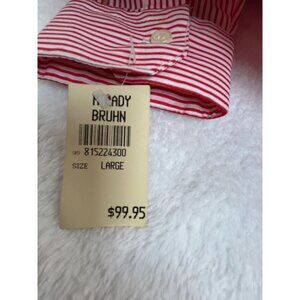 BRUHN
815224300
SIZE LARGE
$99.95